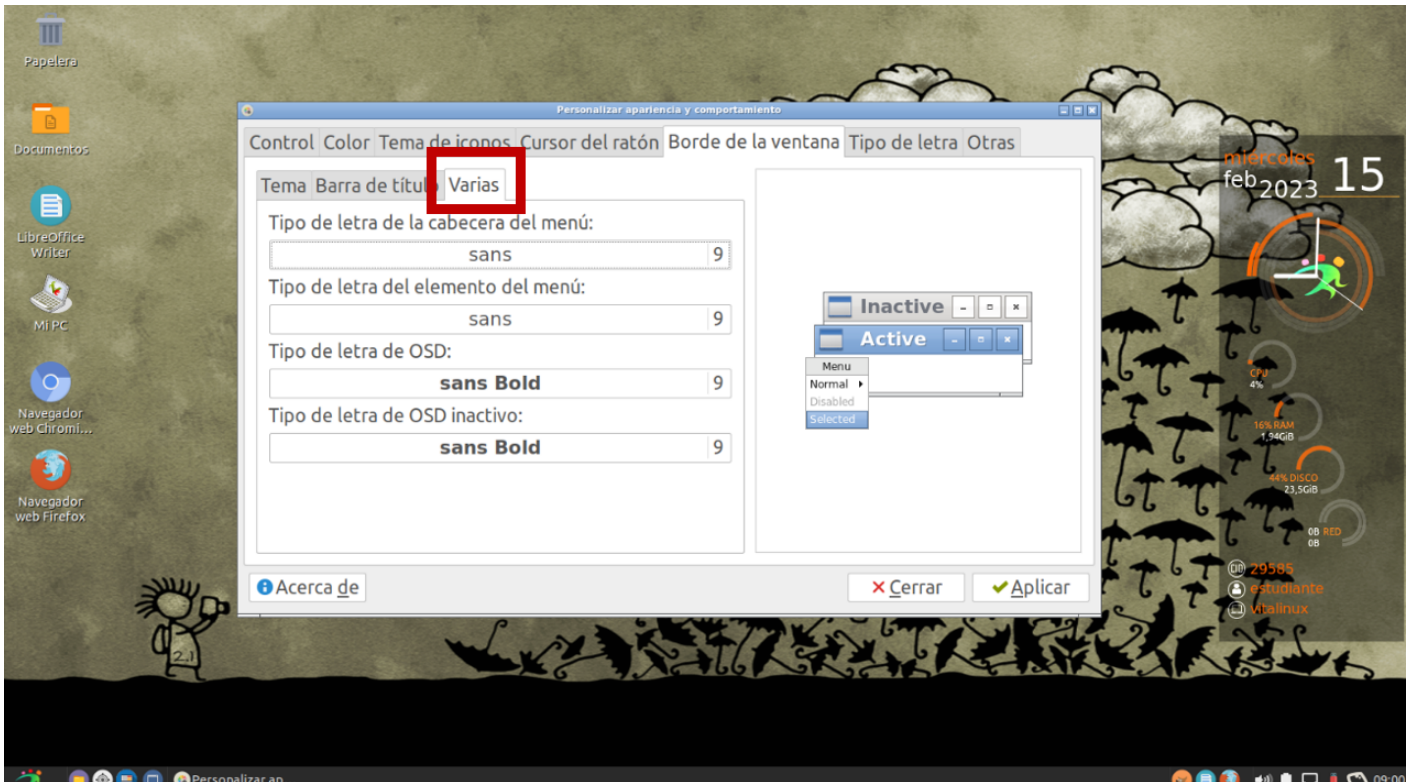 Papelera
Documentos
LibreOffice
Writer
Mi PC
Navegador
web Chromi...
Navegador
web Firefox
Personalizar apariencia y comportamiento
Control Color Tema de iconos Cursor del ratón Borde de la ventana Tipo de letra Otras
Tema Barra de título Varias
Tipo de letra de la cabecera del menú:
sans 9
Tipo de letra del elemento del menú:
sans 9
Tipo de letra de OSD:
sans Bold 9
Tipo de letra de OSD inactivo:
sans Bold 9
Inactive
Active
Menu
Normal
Disabled
Selected
Acerca de
Cerrar
Aplicar
miércoles
feb 2023 15
CPU
4%
16% RAM
1,94GiB
44% DISCO
23,5GiB
0B RED
0B
ID 29585
estudiante
vitalinux
2.1
Personalizar ap...
09:00